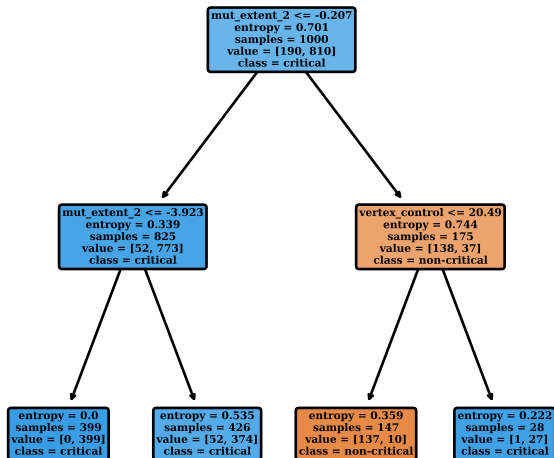 mut_extent_2 <= -0.207
entropy = 0.701
samples = 1000
value = [190, 810]
class = critical
mut_extent_2 <= -3.923
entropy = 0.339
samples = 825
value = [52, 773]
class = critical
vertex_control <= 20.49
entropy = 0.744
samples = 175
value = [138, 37]
class = non-critical
entropy = 0.0
samples = 399
value = [0, 399]
class = critical
entropy = 0.535
samples = 426
value = [52, 374]
class = critical
entropy = 0.359
samples = 147
value = [137, 10]
class = non-critical
entropy = 0.222
samples = 28
value = [1, 27]
class = critical